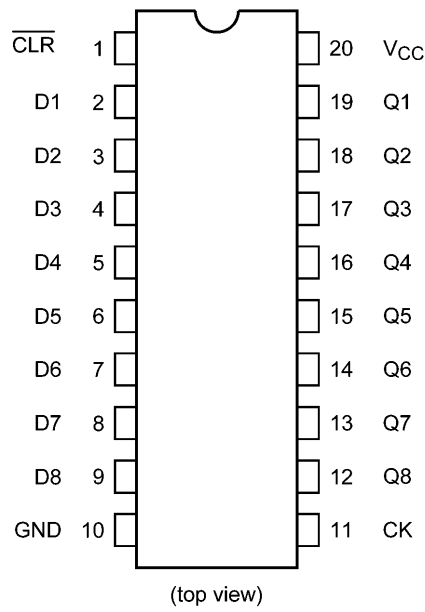 C̅L̅R̅ 1 20 VCC
D1 2 19 Q1
D2 3 18 Q2
D3 4 17 Q3
D4 5 16 Q4
D5 6 15 Q5
D6 7 14 Q6
D7 8 13 Q7
D8 9 12 Q8
GND 10 11 CK
(top view)